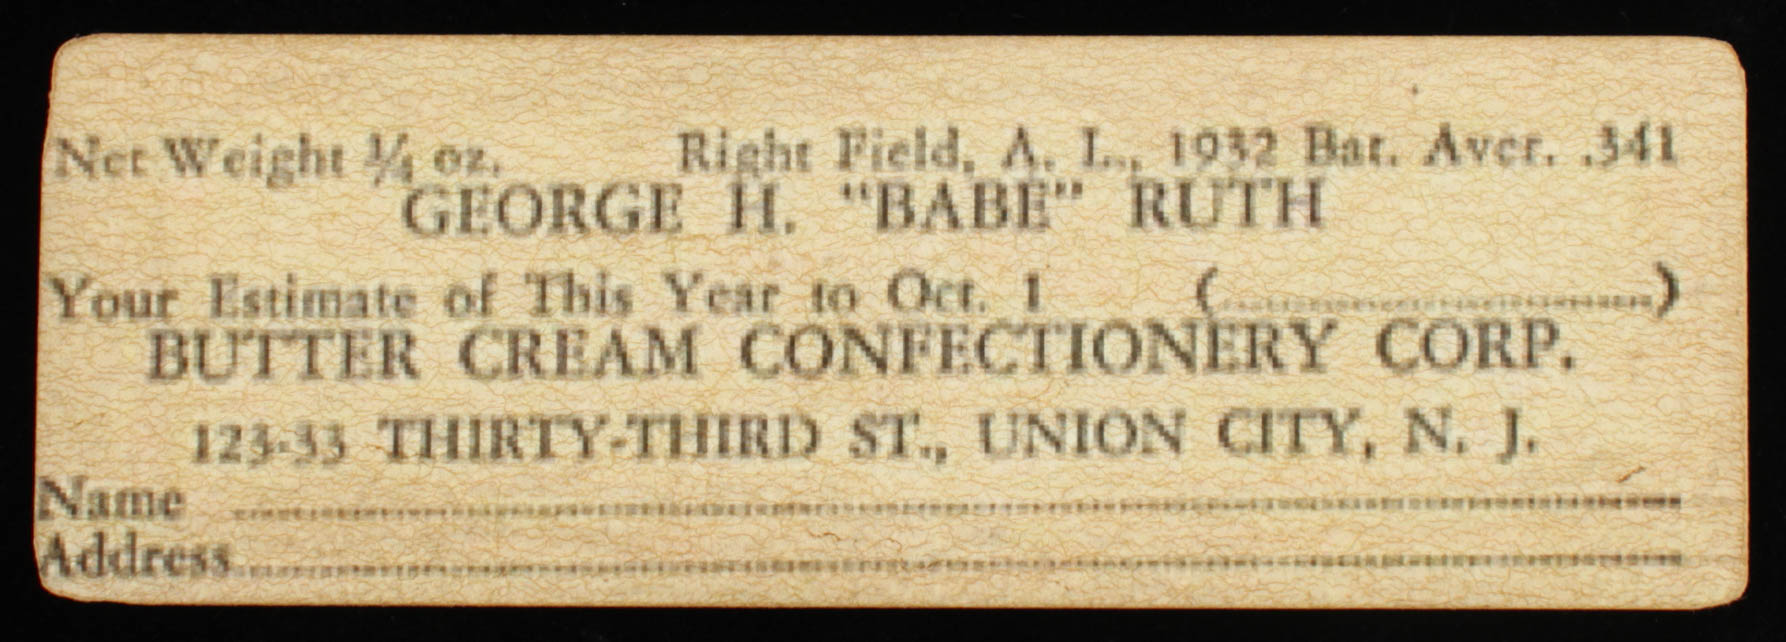 Net Weight ¼ oz. Right Field, A. L., 1932 Bat. Aver. .341
GEORGE H. "BABE" RUTH
Your Estimate of This Year to Oct. 1 (....................)
BUTTER CREAM CONFECTIONERY CORP.
123-33 THIRTY-THIRD ST., UNION CITY, N. J.
Name ....................
Address....................